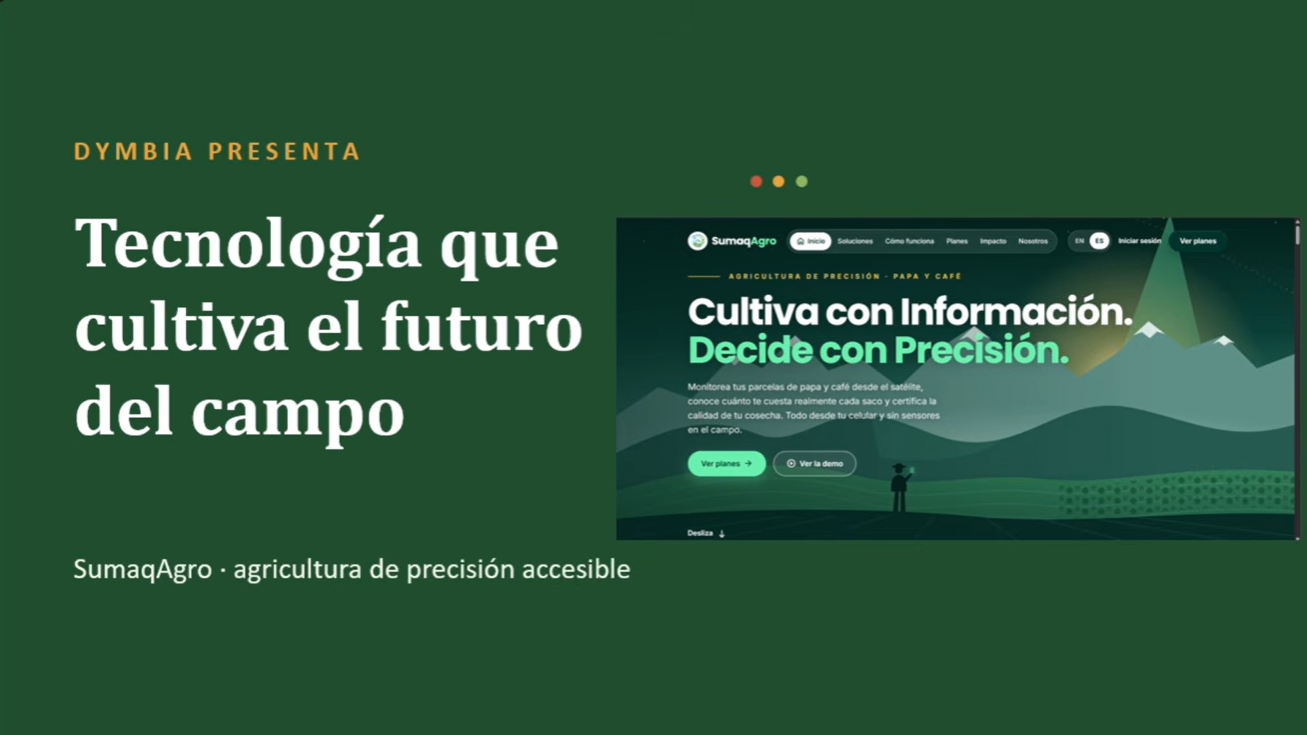 DYMBIA PRESENTA
Tecnología que
cultiva el futuro
del campo
SumaqAgro · agricultura de precisión accesible
SumaqAgro
Inicio
Soluciones
Cómo funciona
Planes
Impacto
Nosotros
EN
ES
Iniciar sesión
Ver planes
AGRICULTURA DE PRECISIÓN · PAPA Y CAFÉ
Cultiva con Información.
Decide con Precisión.
Monitorea tus parcelas de papa y café desde el satélite,
conoce cuánto te cuesta realmente cada saco y certifica la
calidad de tu cosecha. Todo desde tu celular y sin sensores
en el campo.
Ver planes →
Ver la demo
Desliza ↓